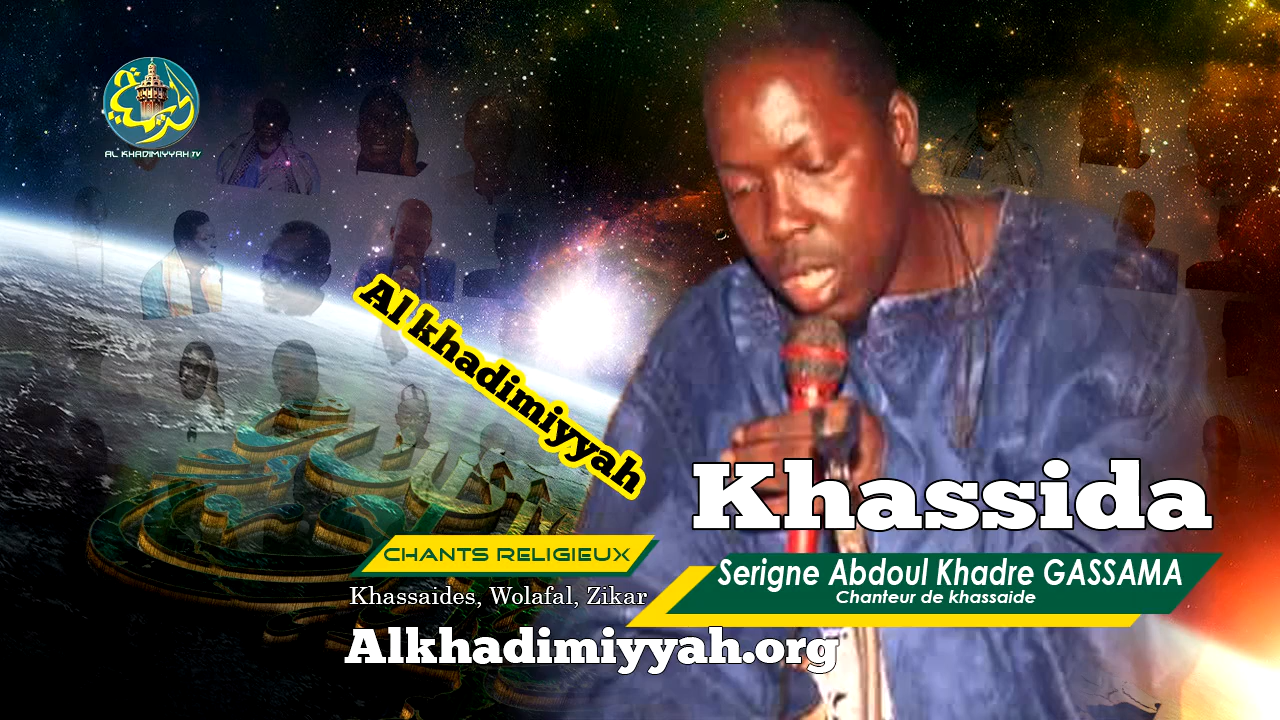 AL KHADIMIYYAH TV
Al khadimiyyah
Khassida
CHANTS RELIGIEUX
Serigne Abdoul Khadre GASSAMA
Chanteur de khassaide
Khassaides, Wolafal, Zikar
Alkhadimiyyah.org